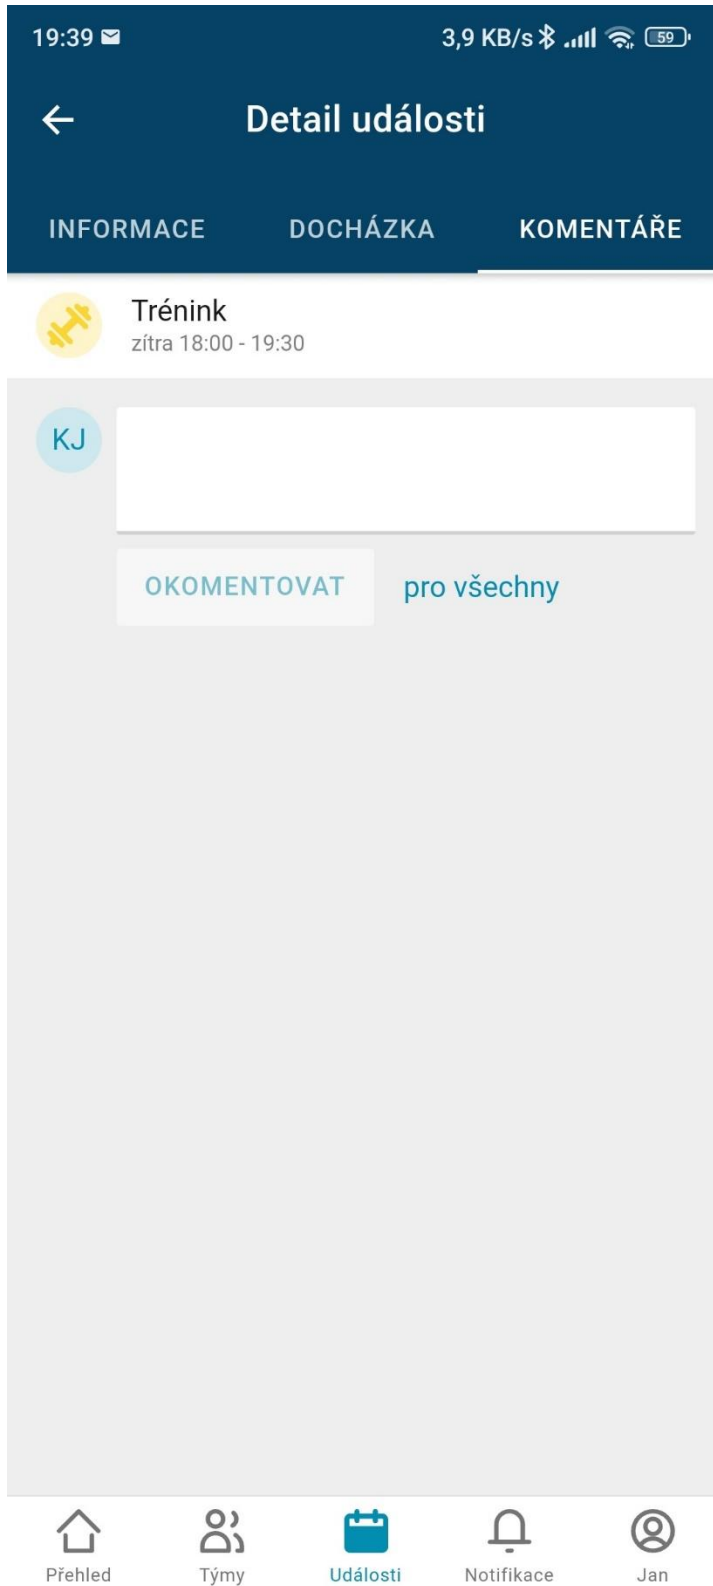 19:39 3,9 KB/s 59
Detail události
INFORMACE DOCHÁZKA KOMENTÁŘE
Trénink
zítra 18:00 - 19:30
KJ
OKOMENTOVAT pro všechny
Přehled Týmy Události Notifikace Jan